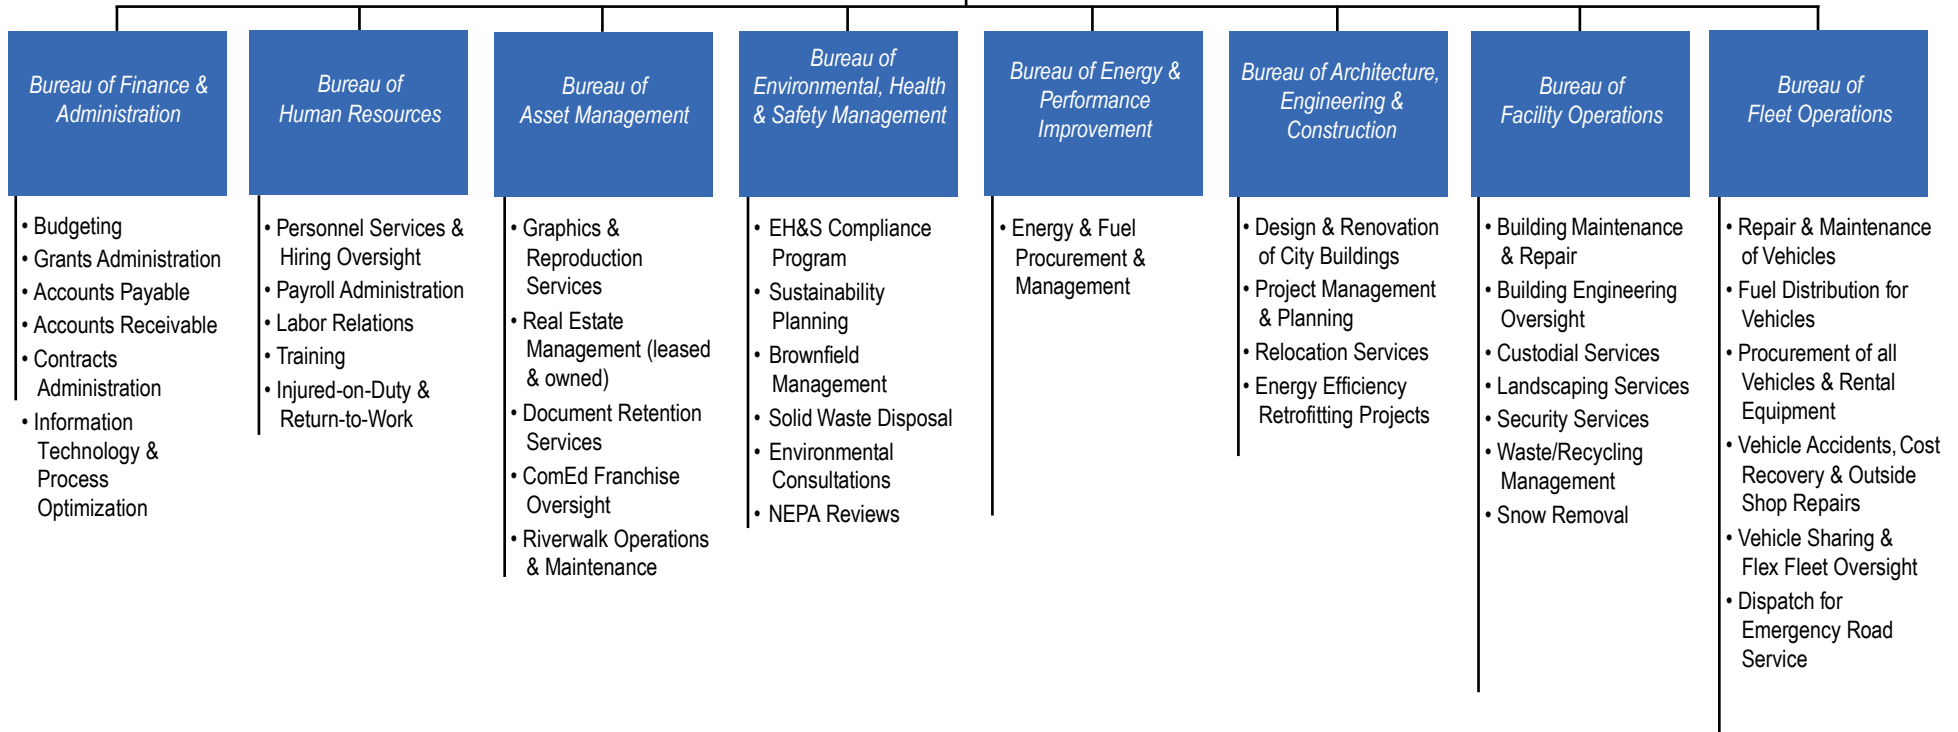 Bureau of Finance &
Administration
• Budgeting
• Grants Administration
• Accounts Payable
• Accounts Receivable
• Contracts
Administration
• Information
Technology &
Process
Optimization
Bureau of
Human Resources
• Personnel Services &
Hiring Oversight
• Payroll Administration
• Labor Relations
• Training
• Injured-on-Duty &
Return-to-Work
Bureau of
Asset Management
• Graphics &
Reproduction
Services
• Real Estate
Management (leased
& owned)
• Document Retention
Services
• ComEd Franchise
Oversight
• Riverwalk Operations
& Maintenance
Bureau of
Environmental, Health
& Safety Management
• EH&S Compliance
Program
• Sustainability
Planning
• Brownfield
Management
• Solid Waste Disposal
• Environmental
Consultations
• NEPA Reviews
Bureau of Energy &
Performance
Improvement
• Energy & Fuel
Procurement &
Management
Bureau of Architecture,
Engineering &
Construction
• Design & Renovation
of City Buildings
• Project Management
& Planning
• Relocation Services
• Energy Efficiency
Retrofitting Projects
Bureau of
Facility Operations
• Building Maintenance
& Repair
• Building Engineering
Oversight
• Custodial Services
• Landscaping Services
• Security Services
• Waste/Recycling
Management
• Snow Removal
Bureau of
Fleet Operations
• Repair & Maintenance
of Vehicles
• Fuel Distribution for
Vehicles
• Procurement of all
Vehicles & Rental
Equipment
• Vehicle Accidents, Cost
Recovery & Outside
Shop Repairs
• Vehicle Sharing &
Flex Fleet Oversight
• Dispatch for
Emergency Road
Service